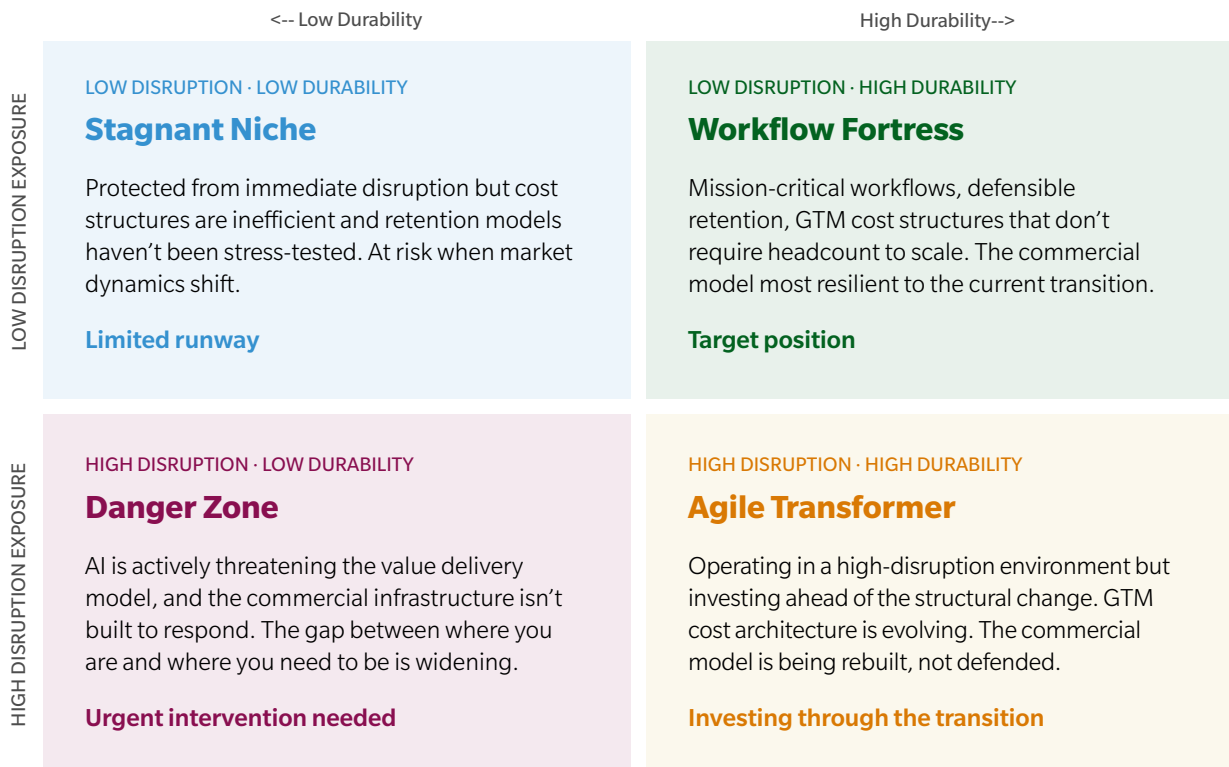 <-- Low Durability
High Durability-->
LOW DISRUPTION EXPOSURE
LOW DISRUPTION · LOW DURABILITY
Stagnant Niche
Protected from immediate disruption but cost
structures are inefficient and retention models
haven’t been stress-tested. At risk when market
dynamics shift.
Limited runway
LOW DISRUPTION · HIGH DURABILITY
Workflow Fortress
Mission-critical workflows, defensible
retention, GTM cost structures that don’t
require headcount to scale. The commercial
model most resilient to the current transition.
Target position
HIGH DISRUPTION EXPOSURE
HIGH DISRUPTION · LOW DURABILITY
Danger Zone
AI is actively threatening the value delivery
model, and the commercial infrastructure isn’t
built to respond. The gap between where you
are and where you need to be is widening.
Urgent intervention needed
HIGH DISRUPTION · HIGH DURABILITY
Agile Transformer
Operating in a high-disruption environment but
investing ahead of the structural change. GTM
cost architecture is evolving. The commercial
model is being rebuilt, not defended.
Investing through the transition